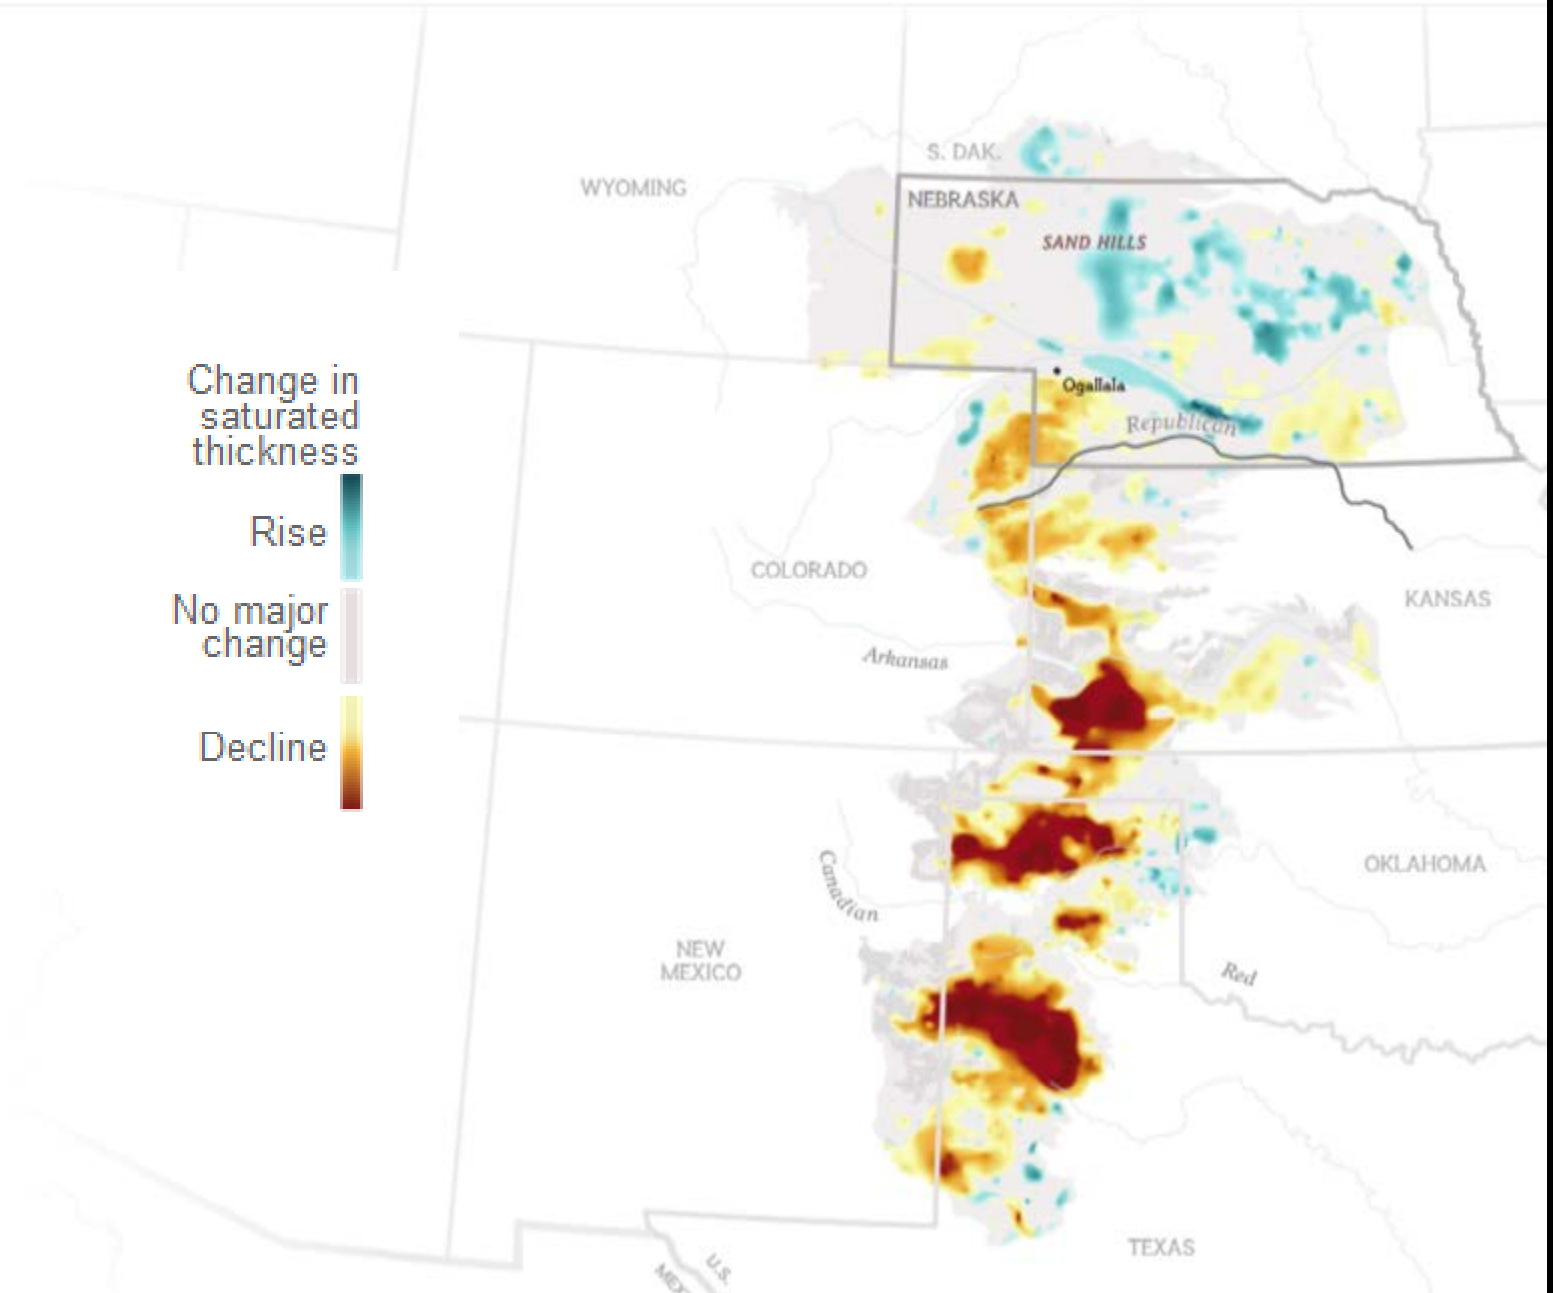 S. DAK.
WYOMING
NEBRASKA
SAND HILLS
Change in
saturated
thickness
Rise
No major
change
Decline
Ogallala
Republican
COLORADO
KANSAS
Arkansas
Canadian
OKLAHOMA
NEW
MEXICO
Red
TEXAS
U.S.